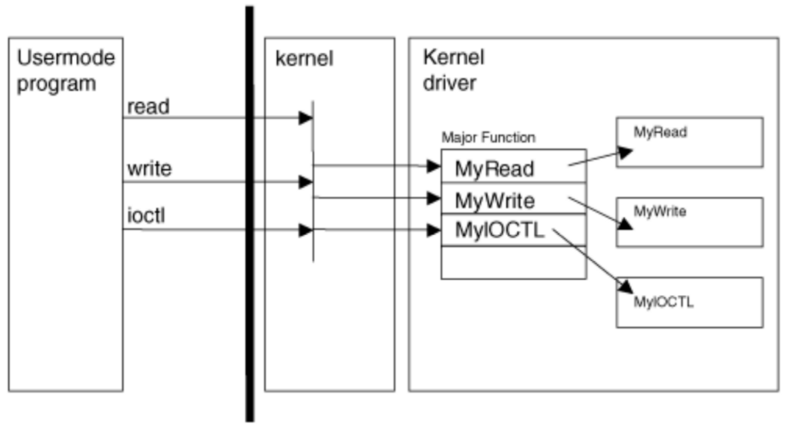 Usermode
program
read
write
ioctl
kernel
Kernel
driver
Major Function
MyRead
MyWrite
MyIOCTL
MyRead
MyWrite
MyIOCTL